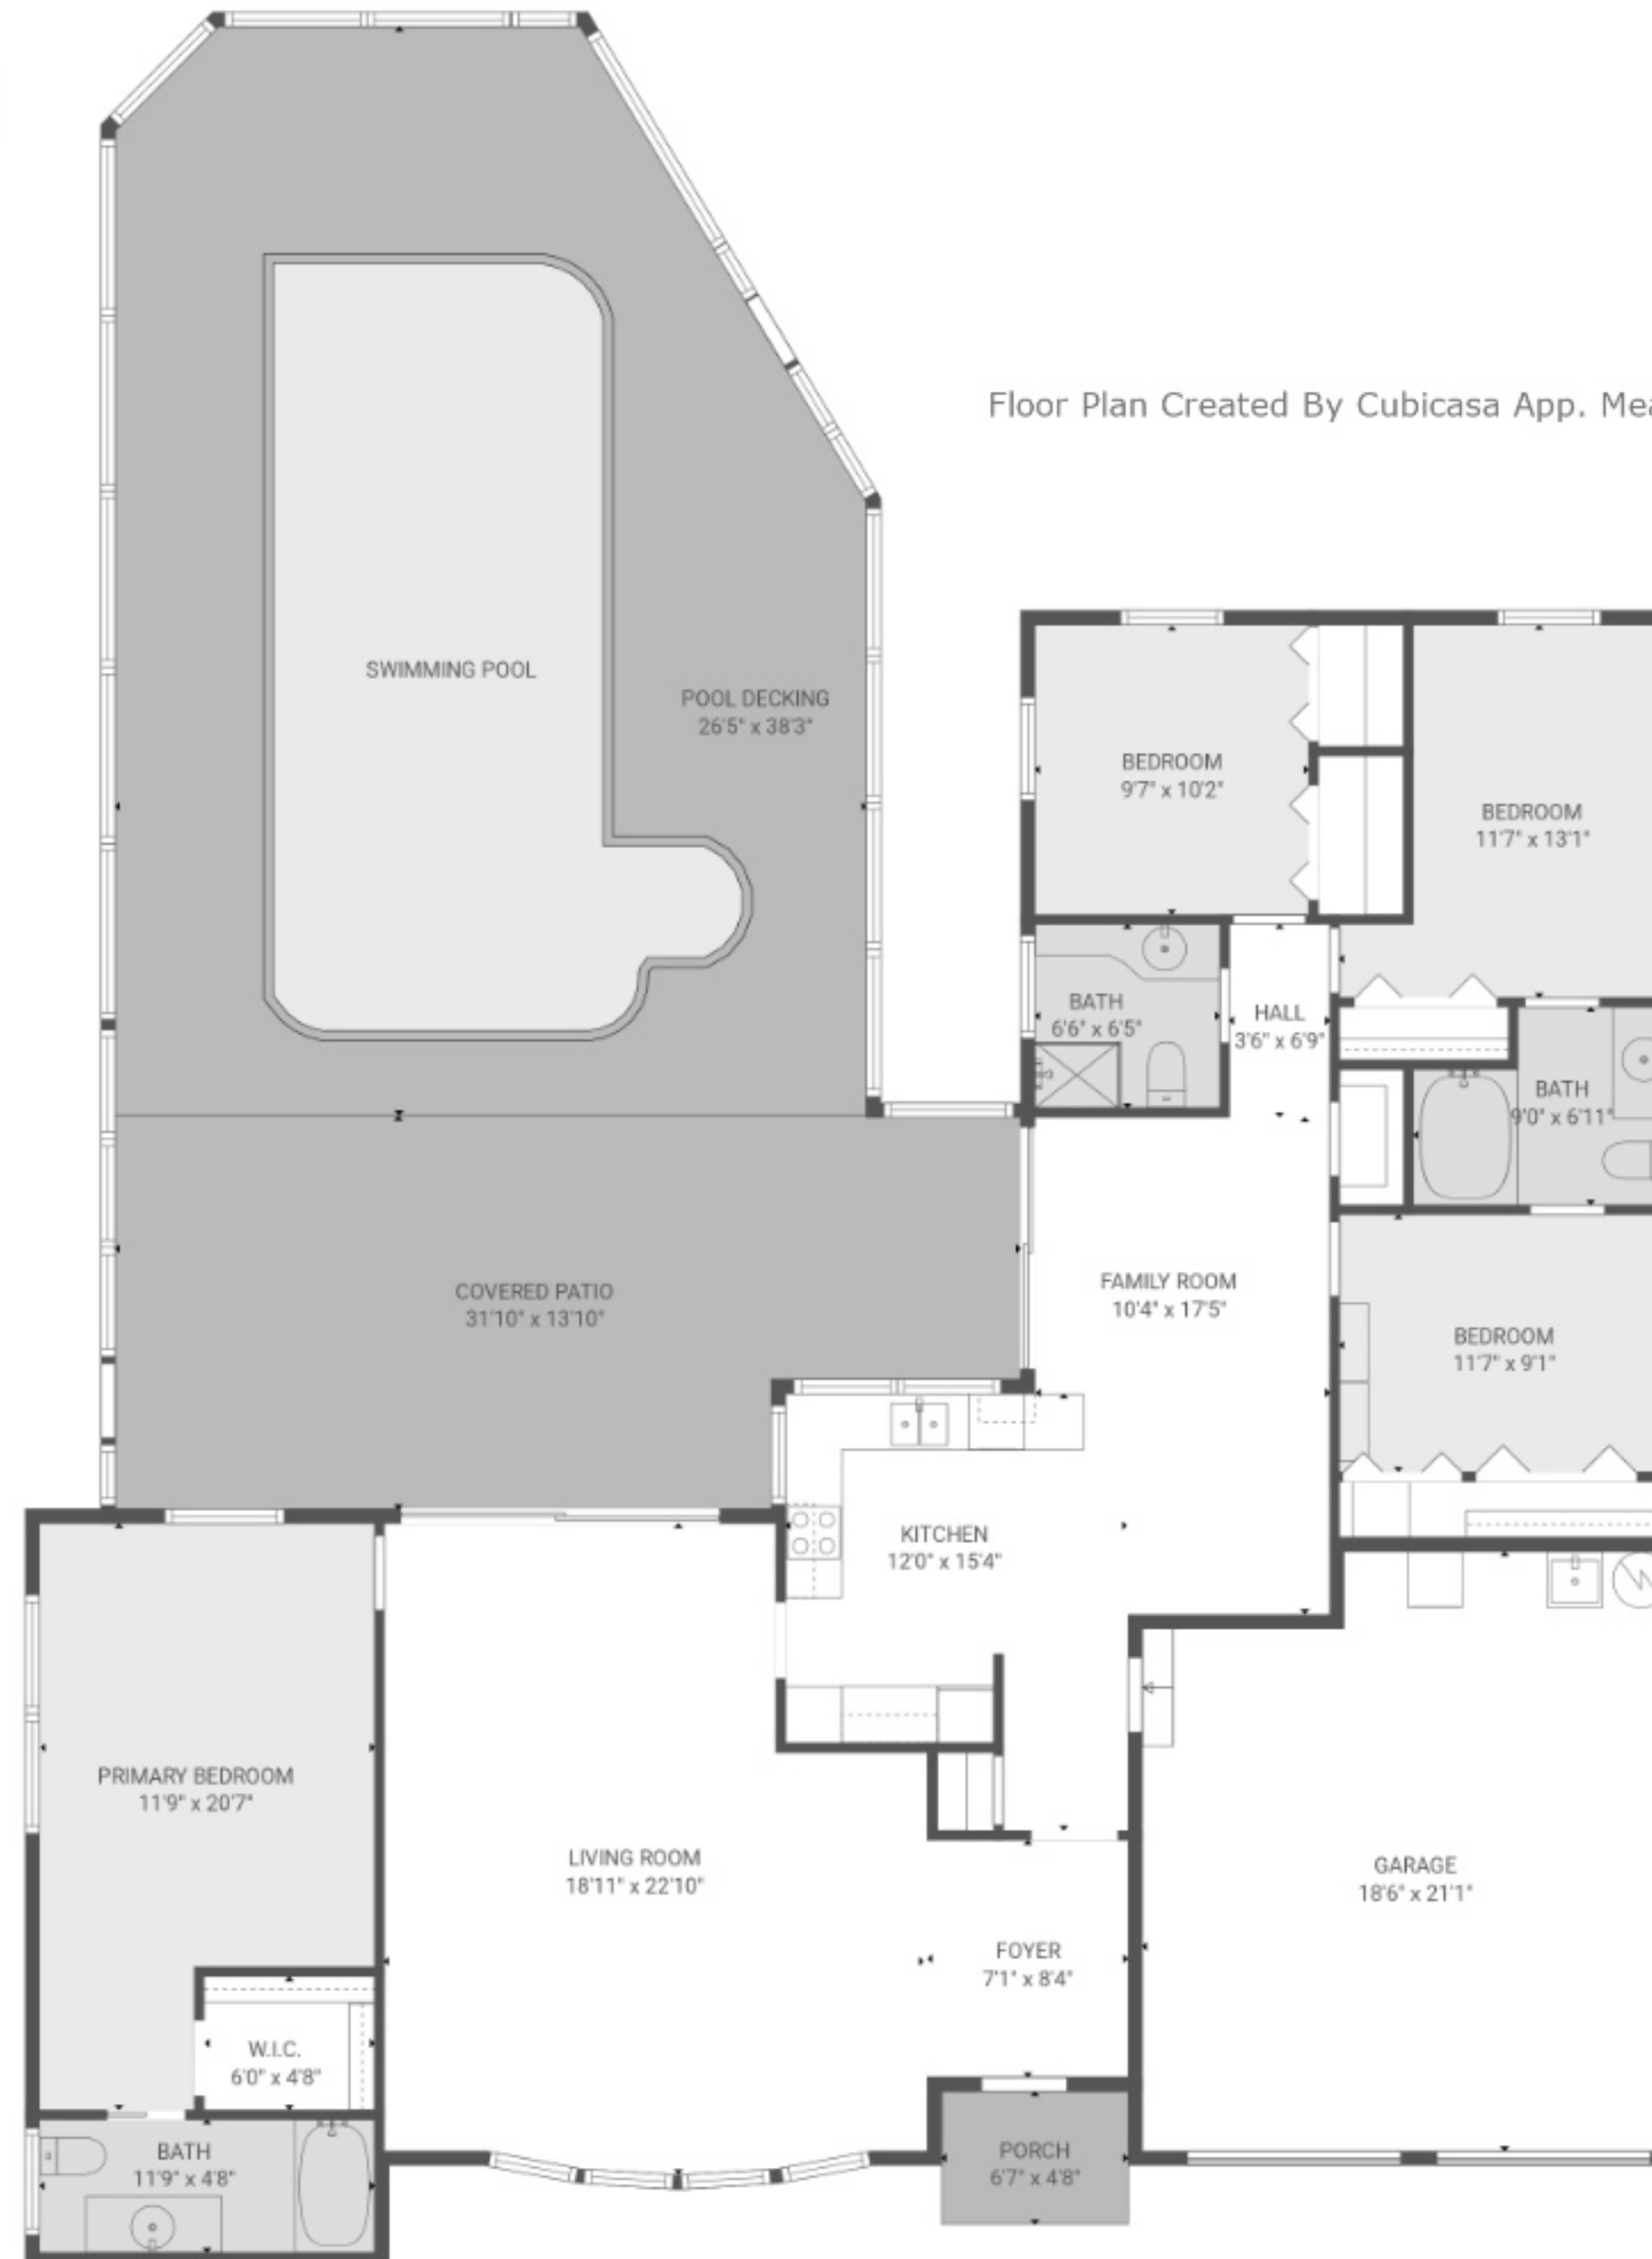 Floor Plan Created By Cubicasa App. Mea
SWIMMING POOL
POOL DECKING
26'5" x 38'3"
BEDROOM
9'7" x 10'2"
BEDROOM
11'7" x 13'1"
BATH
6'6" x 6'5"
HALL
3'6" x 6'9"
BATH
9'0" x 6'11"
COVERED PATIO
31'10" x 13'10"
FAMILY ROOM
10'4" x 17'5"
BEDROOM
11'7" x 9'1"
KITCHEN
12'0" x 15'4"
PRIMARY BEDROOM
11'9" x 20'7"
LIVING ROOM
18'11" x 22'10"
GARAGE
18'6" x 21'1"
FOYER
7'1" x 8'4"
W.I.C.
6'0" x 4'8"
BATH
11'9" x 4'8"
PORCH
6'7" x 4'8"